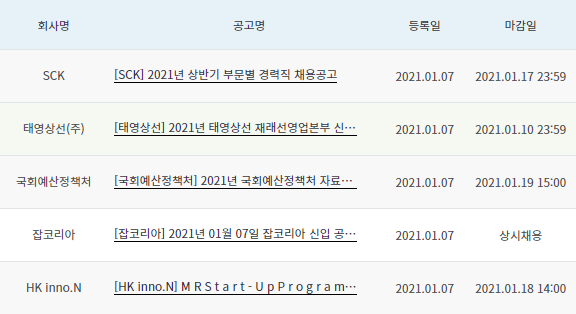 회사명 공고명 등록일 마감일
SCK [SCK] 2021년 상반기 부문별 경력직 채용공고 2021.01.07 2021.01.17 23:59
태영상선(주) [태영상선] 2021년 태영상선 재래선영업본부 신… 2021.01.07 2021.01.10 23:59
국회예산정책처 [국회예산정책처] 2021년 국회예산정책처 자료… 2021.01.07 2021.01.19 15:00
잡코리아 [잡코리아] 2021년 01월 07일 잡코리아 신입 공… 2021.01.07 상시채용
HK inno.N [HK inno.N] M R S t a r t - U p P r o g r a m… 2021.01.07 2021.01.18 14:00